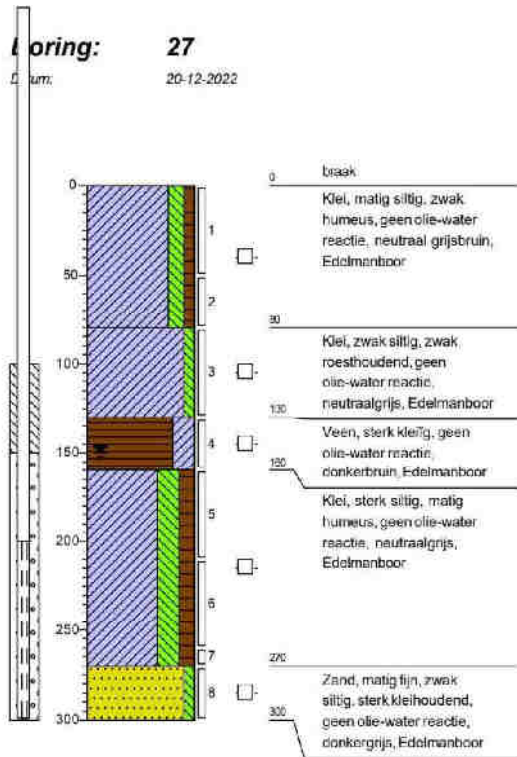 Boring: 27
Datum: 20-12-2022
0
50
100
150
200
250
300
1
2
3
4
5
6
7
8
0
braak
Klei, matig siltig, zwak
humeus, geen olie-water
reactie, neutraal grijsbruin,
Edelmanboor
80
Klei, zwak siltig, zwak
roesthoudend, geen
olie-water reactie,
neutraalgrijs, Edelmanboor
130
Veen, sterk kleiïg, geen
olie-water reactie,
donkerbruin, Edelmanboor
160
Klei, sterk siltig, matig
humeus, geen olie-water
reactie, neutraalgrijs,
Edelmanboor
270
Zand, matig fijn, zwak
siltig, sterk kleihoudend,
geen olie-water reactie,
donkergrijs, Edelmanboor
300